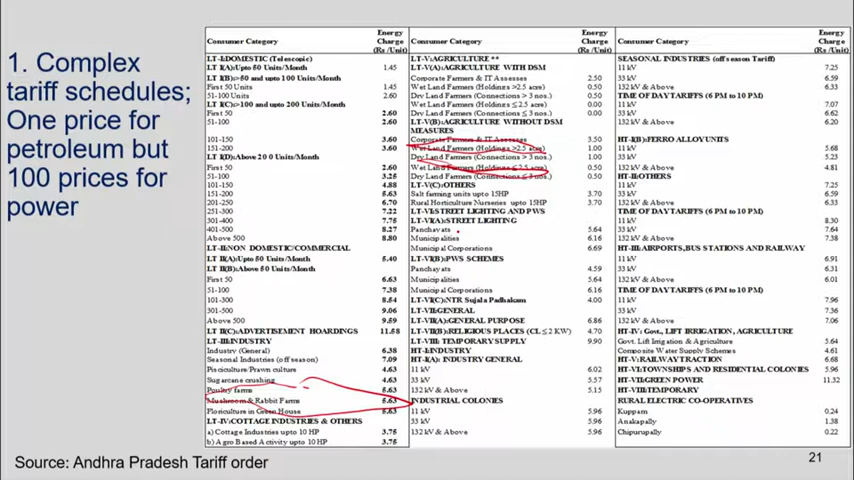 1. Complex
tariff schedules;
One price for
petroleum but
100 prices for
power
Consumer Category Energy Charge (Rs /Unit)
LT-I:DOMESTIC (Telescopic)
LT I(A):Upto 50 Units/Month 1.45
LT I(B):>50 and upto 100 Units/Month
First 50 Units 1.45
51-100 Units 2.60
LT I(C):>100 and upto 200 Units/Month
First 50 2.60
51-100 2.60
101-150 3.60
151-200 3.60
LT I(D):Above 200 Units/Month
First 50 2.60
51-100 3.25
101-150 4.88
151-200 5.63
201-250 6.70
251-300 7.22
301-400 7.75
401-500 8.27
Above 500 8.80
LT-II:NON DOMESTIC/COMMERCIAL
LT II(A):Upto 50 Units/Month 5.40
LT II(B):Above 50 Units/Month
First 50 6.63
51-100 7.38
101-300 8.54
301-500 9.06
Above 500 9.59
LT II(C):ADVERTISEMENT HOARDINGS 11.58
LT-III:INDUSTRY
Industry (General) 6.38
Seasonal Industries (off season) 7.09
Pisciculture/Prawn culture 4.63
Sugarcane crushing 4.63
Poultry farms 5.63
Mushroom & Rabbit Farms 5.63
Floriculture in Green House 5.63
LT-IV:COTTAGE INDUSTRIES & OTHERS
a) Cottage Industries upto 10 HP 3.75
b) Agro Based Activity upto 10 HP 3.75
Consumer Category Energy Charge (Rs /Unit)
LT-V:AGRICULTURE **
LT-V(A):AGRICULTURE WITH DSM
Corporate Farmers & IT Assesses 2.50
Wet Land Farmers (Holdings >2.5 acre) 0.50
Dry Land Farmers (Connections > 3 nos.) 0.50
Wet Land Farmers (Holdings ≤ 2.5 acre) 0.00
Dry Land Farmers (Connections ≤ 3 nos.) 0.00
LT-V(B):AGRICULTURE WITHOUT DSM
MEASURES
Corporate Farmers & IT Assesses 3.50
Wet Land Farmers (Holdings >2.5 acre) 1.00
Dry Land Farmers (Connections > 3 nos.) 1.00
Wet Land Farmers (Holdings ≤ 2.5 acre) 0.50
Dry Land Farmers (Connections ≤ 3 nos.) 0.50
LT-V(C):OTHERS
Salt farming units upto 15HP 3.70
Rural Horticulture Nurseries upto 15HP 3.70
LT-VI:STREET LIGHTING AND PWS
LT-VI(A):STREET LIGHTING
Panchayats 5.64
Municipalities 6.16
Municipal Corporations 6.69
LT-VI(B):PWS SCHEMES
Panchayats 4.59
Municipalities 5.64
Municipal Corporations 6.16
LT-VI(C):NTR Sujala Padhakam 4.00
LT-VII:GENERAL
LT-VII(A):GENERAL PURPOSE 6.86
LT-VII(B):RELIGIOUS PLACES (CL ≤ 2 KW) 4.70
LT-VIII: TEMPORARY SUPPLY 9.90
HT-I:INDUSTRY
HT-I(A): INDUSTRY GENERAL
11 kV 6.02
33 kV 5.57
132 kV & Above 5.15
INDUSTRIAL COLONIES
11 kV 5.96
33 kV 5.96
132 kV & Above 5.96
Consumer Category Energy Charge (Rs /Unit)
SEASONAL INDUSTRIES (off season Tariff)
11 kV 7.25
33 kV 6.59
132 kV & Above 6.33
TIME OF DAY TARIFFS (6 PM to 10 PM)
11 kV 7.07
33 kV 6.62
132 kV & Above 6.20
HT-I(B): FERRO ALLOY UNITS
11 kV 5.68
33 kV 5.23
132 kV & Above 4.81
HT-II:OTHERS
11 kV 7.25
33 kV 6.59
132 kV & Above 6.33
TIME OF DAY TARIFFS (6 PM to 10 PM)
11 kV 8.30
33 kV 7.64
132 kV & Above 7.38
HT-III:AIRPORTS, BUS STATIONS AND RAILWAY
11 kV 6.91
33 kV 6.31
132 kV & Above 6.01
TIME OF DAY TARIFFS (6 PM to 10 PM)
11 kV 7.96
33 kV 7.36
132 kV & Above 7.06
HT-IV: Govt., LIFT IRRIGATION, AGRICULTURE
Govt. Lift Irrigation & Agriculture 5.64
Composite Water Supply Schemes 4.61
HT-V:RAILWAY TRACTION 6.68
HT-VI:TOWNSHIPS AND RESIDENTIAL COLONIES 5.96
HT-VII:GREEN POWER 11.32
HT-VIII:TEMPORARY
RURAL ELECTRIC CO-OPERATIVES
Kuppam 0.24
Anakapally 1.38
Chipurupally 0.22
Source: Andhra Pradesh Tariff order
21